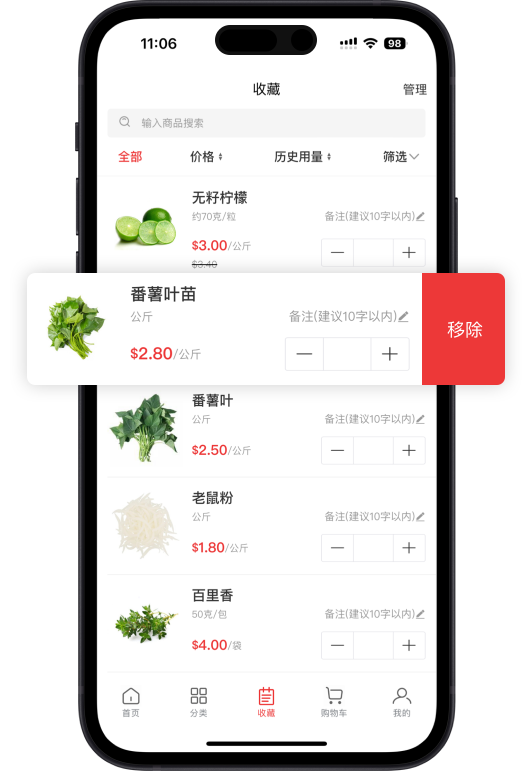 11:06
98
收藏
管理
输入商品搜索
全部
价格
历史用量
筛选
无籽柠檬
约70克/粒
备注(建议10字以内)
$3.00/公斤
$3.40
番薯叶苗
公斤
备注(建议10字以内)
$2.80/公斤
移除
番薯叶
公斤
备注(建议10字以内)
$2.50/公斤
老鼠粉
公斤
备注(建议10字以内)
$1.80/公斤
百里香
50克/包
备注(建议10字以内)
$4.00/袋
首页
分类
收藏
购物车
我的